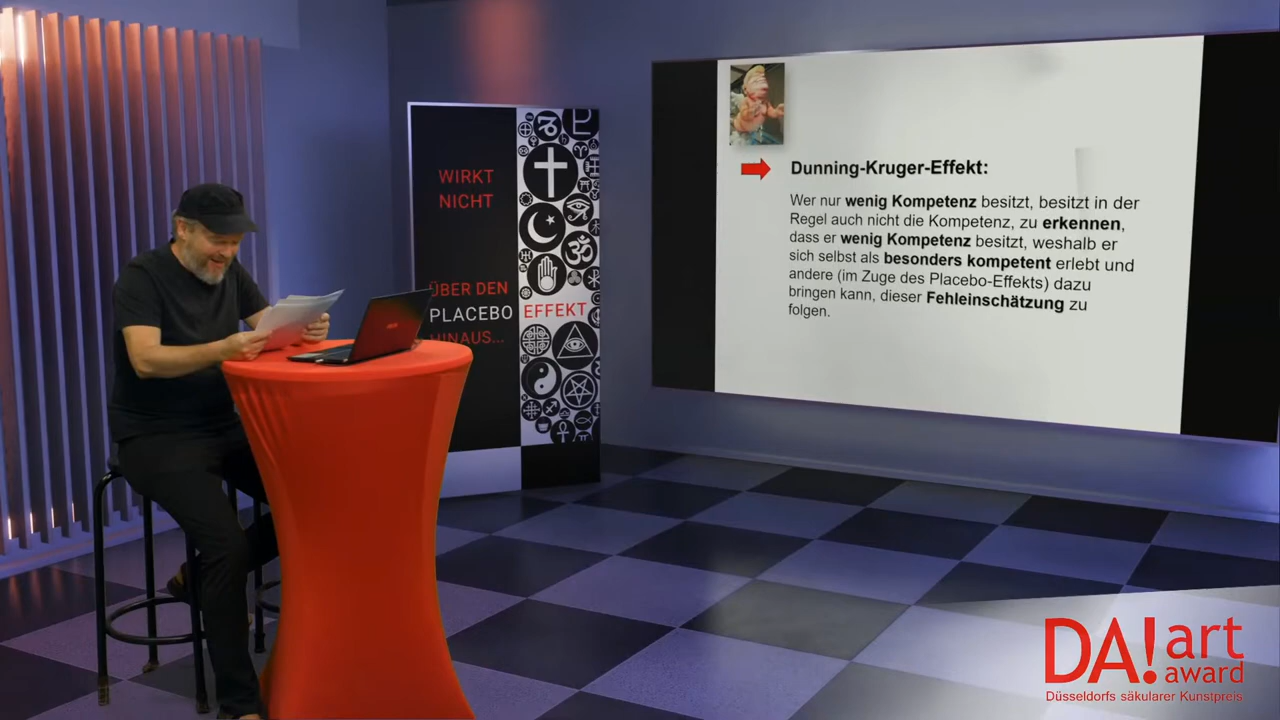 WIRKT
NICHT
ÜBER DEN
PLACEBO EFFEKT
HINAUS...
Dunning-Kruger-Effekt:
Wer nur wenig Kompetenz besitzt, besitzt in der
Regel auch nicht die Kompetenz, zu erkennen,
dass er wenig Kompetenz besitzt, weshalb er
sich selbst als besonders kompetent erlebt und
andere (im Zuge des Placebo-Effekts) dazu
bringen kann, dieser Fehleinschätzung zu
folgen.
DA! art
award
Düsseldorfs säkularer Kunstpreis